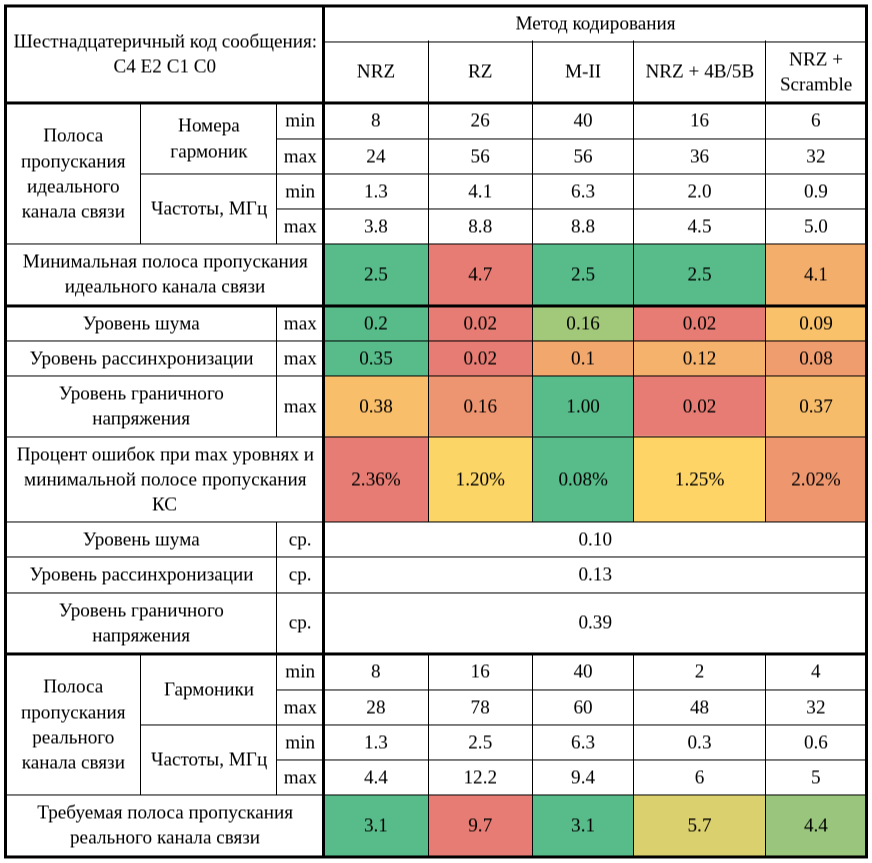 Шестнадцатеричный код сообщения:
C4 E2 C1 C0
Метод кодирования
NRZ RZ M-II NRZ + 4B/5B NRZ +
Scramble
Полоса
пропускания
идеального
канала связи
Номера
гармоник
min 8 26 40 16 6
max 24 56 56 36 32
Частоты, МГц
min 1.3 4.1 6.3 2.0 0.9
max 3.8 8.8 8.8 4.5 5.0
Минимальная полоса пропускания
идеального канала связи
2.5 4.7 2.5 2.5 4.1
Уровень шума max 0.2 0.02 0.16 0.02 0.09
Уровень рассинхронизации max 0.35 0.02 0.1 0.12 0.08
Уровень граничного
напряжения
max 0.38 0.16 1.00 0.02 0.37
Процент ошибок при max уровнях и
минимальной полосе пропускания
КС
2.36% 1.20% 0.08% 1.25% 2.02%
Уровень шума ср. 0.10
Уровень рассинхронизации ср. 0.13
Уровень граничного
напряжения
ср. 0.39
Полоса
пропускания
реального
канала связи
Гармоники
min 8 16 40 2 4
max 28 78 60 48 32
Частоты, МГц
min 1.3 2.5 6.3 0.3 0.6
max 4.4 12.2 9.4 6 5
Требуемая полоса пропускания
реального канала связи
3.1 9.7 3.1 5.7 4.4